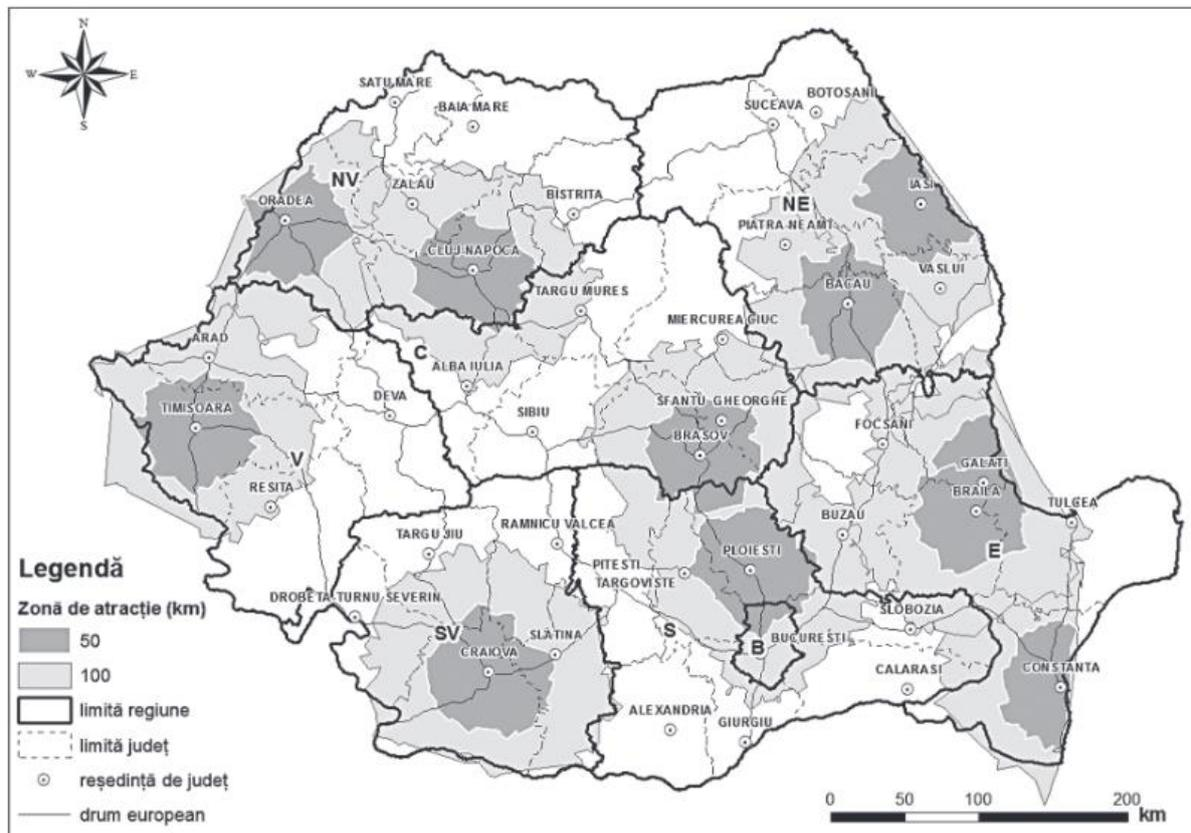 N
W E
S
SATU MARE
BAIA MARE
SUCEAVA
BOTOSANI
NV
ZALAU
ORADEA
BISTRITA
CLUJ-NAPOCA
NE
IASI
PIATRA-NEAMT
VASLUI
BACAU
TARGU MURES
MIERCUREA CIUC
ARAD
C
ALBA IULIA
DEVA
SIBIU
SFANTU GHEORGHE
BRASOV
TIMISOARA
V
RESITA
FOCSANI
GALATI
BRAILA
TULCEA
BUZAU
E
TARGU JIU
RAMNICU VALCEA
PITESTI
TARGOVISTE
PLOIESTI
DROBETA-TURNU SEVERIN
SV
SLATINA
CRAIOVA
S
B
BUCURESTI
SLOBOZIA
CALARASI
CONSTANTA
ALEXANDRIA
GIURGIU
Legendă
Zonă de atracție (km)
50
100
limită regiune
limită județ
reședință de județ
drum european
0 50 100 200 km